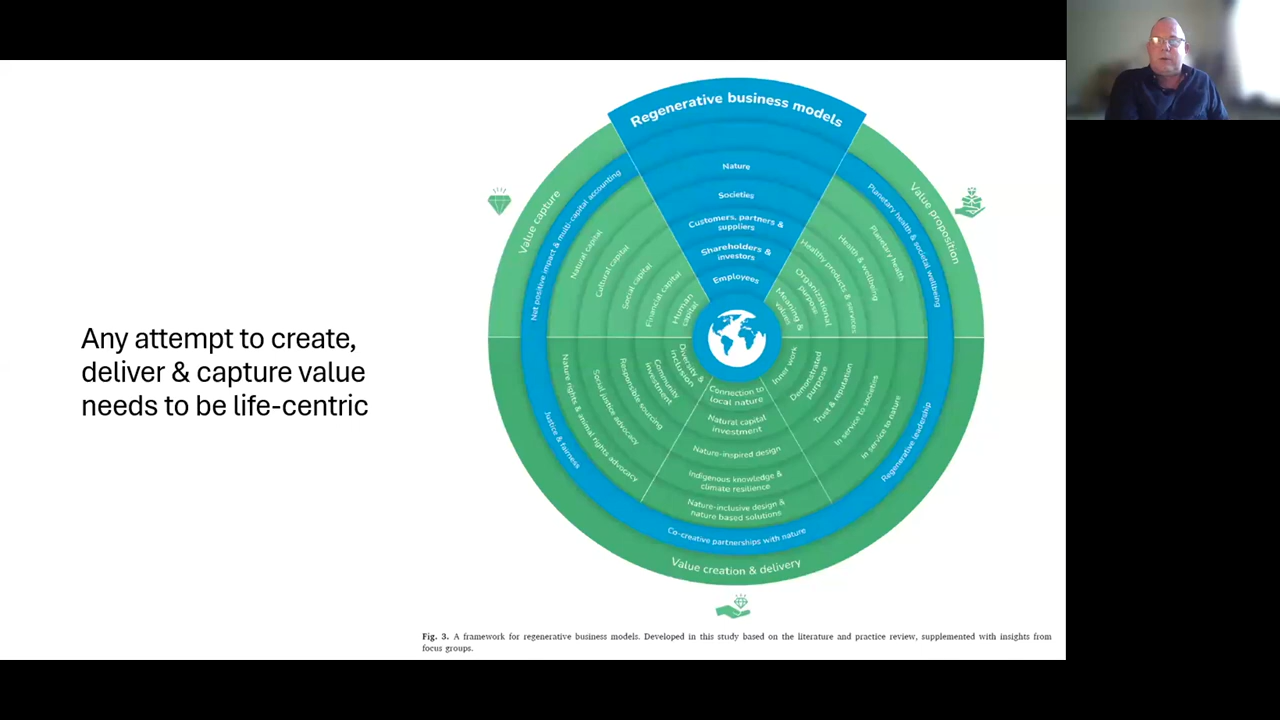 Any attempt to create,
deliver & capture value
needs to be life-centric
Regenerative business models
Nature
Societies
Customers, partners &
suppliers
Shareholders &
investors
Employees
Value proposition
Planetary health & societal wellbeing
Planetary health
Health & wellbeing
Healthy products & services
Organizational
purpose
Meaning &
values
Regenerative leadership
Inner work
Demonstrated
purpose
Trust & reputation
In service to societies
In service to nature
Value creation & delivery
Co-creative partnerships with nature
Connection to
local nature
Natural capital
investment
Nature-inspired design
Indigenous knowledge &
climate resilience
Nature-inclusive design &
nature based solutions
Justice & fairness
Diversity &
inclusion
Community
investment
Responsible sourcing
Social justice advocacy
Nature rights & animal rights advocacy
Value capture
Net positive impact & multi-capital accounting
Natural capital
Cultural capital
Social capital
Financial capital
Human
capital
Fig. 3. A framework for regenerative business models. Developed in this study based on the literature and practice review, supplemented with insights from
focus groups.